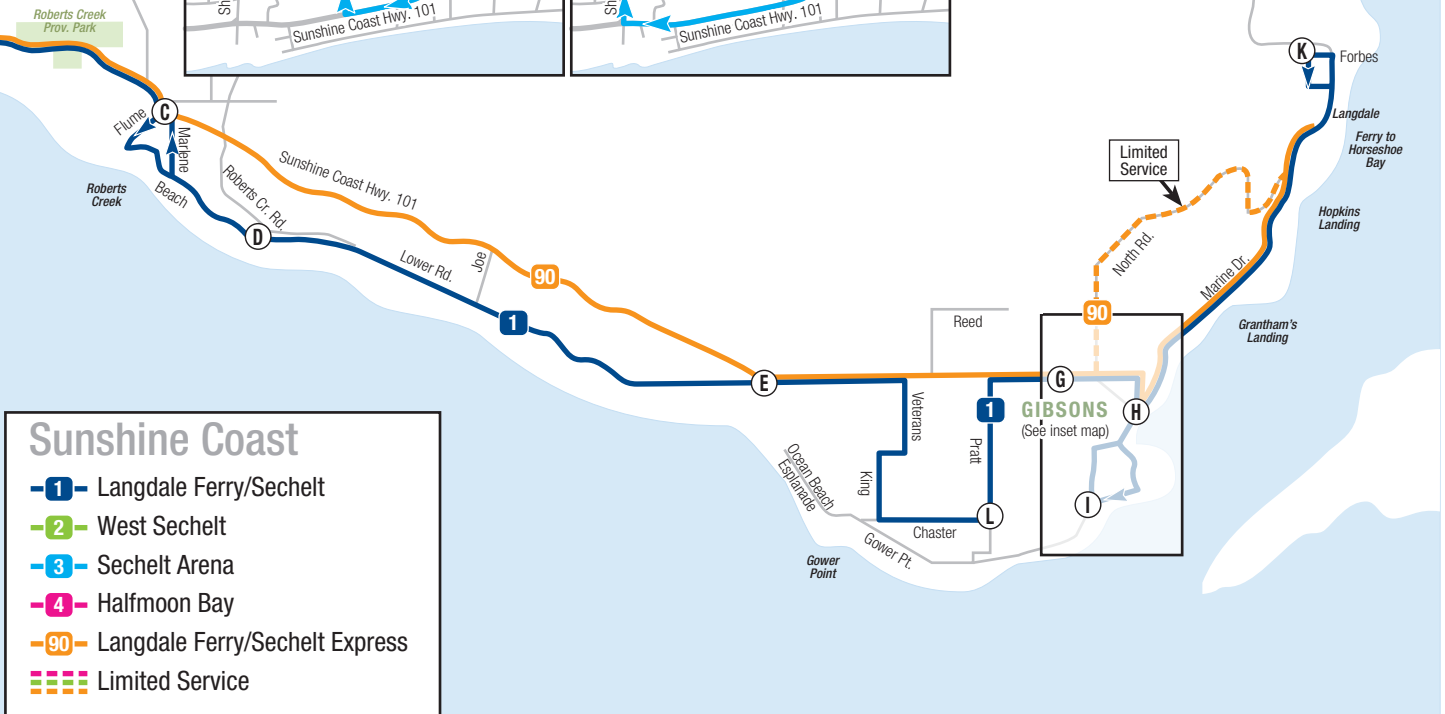 Roberts Creek
Prov. Park
Sh
Sunshine Coast Hwy. 101
Sh
Sunshine Coast Hwy. 101
K
Forbes
Langdale
Ferry to
Horseshoe
Bay
Limited
Service
Hopkins
Landing
North Rd.
Marine Dr.
Grantham's
Landing
C
Flume
Marlene
Roberts
Creek
Beach
Roberts Cr. Rd.
D
Sunshine Coast Hwy. 101
Lower Rd.
Joe
90
1
90
Reed
E
G
Veterans
1
GIBSONS
(See inset map)
H
Pratt
King
Ocean Beach
Esplanade
L
I
Chaster
Gower Pt.
Gower
Point
Sunshine Coast
1 Langdale Ferry/Sechelt
2 West Sechelt
3 Sechelt Arena
4 Halfmoon Bay
90 Langdale Ferry/Sechelt Express
Limited Service